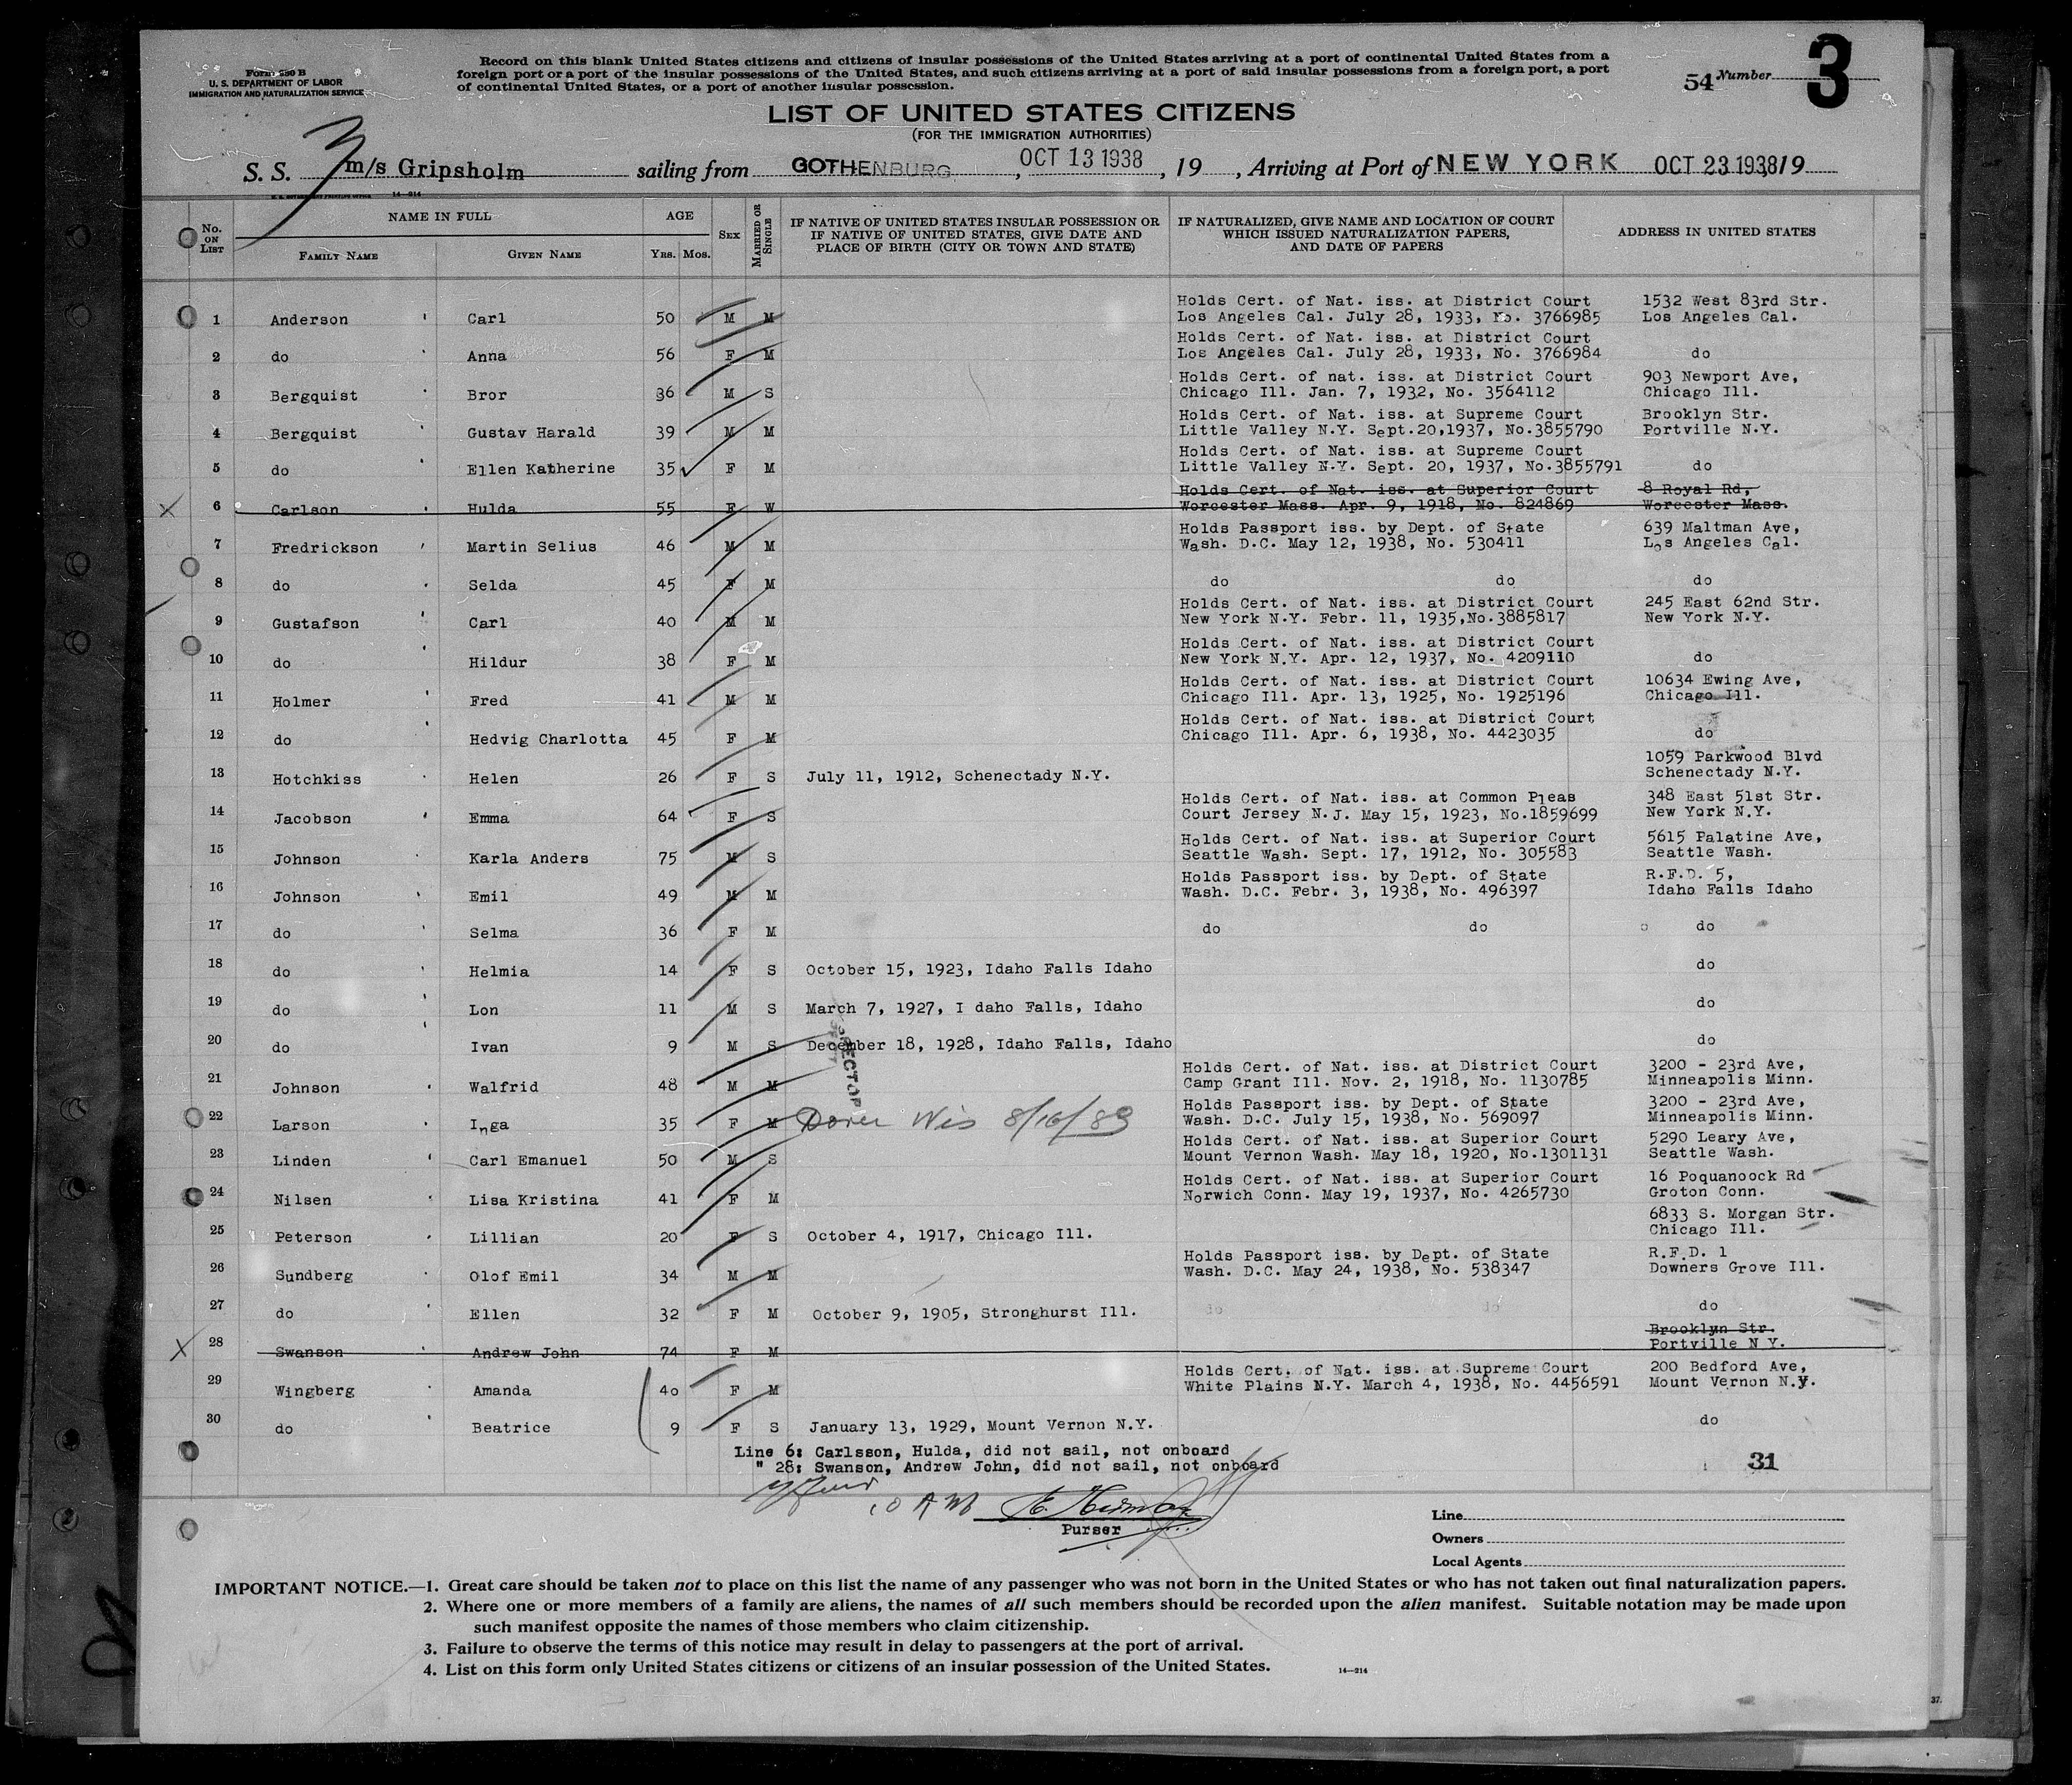 Form 630 B
U. S. DEPARTMENT OF LABOR
IMMIGRATION AND NATURALIZATION SERVICE
Record on this blank United States citizens and citizens of insular possessions of the United States arriving at a port of continental United States from a
foreign port or a port of the insular possessions of the United States, and such citizens arriving at a port of said insular possessions from a foreign port, a port
of continental United States, or a port of another insular possession.
54 Number 3
LIST OF UNITED STATES CITIZENS
(FOR THE IMMIGRATION AUTHORITIES)
3
S. S. m/s Gripsholm sailing from GOTHENBURG, OCT 13 1938, 19 , Arriving at Port of NEW YORK OCT 23 1938, 19
14—214
No. ON LIST NAME IN FULL AGE SEX MARRIED OR SINGLE IF NATIVE OF UNITED STATES INSULAR POSSESSION OR IF NATIVE OF UNITED STATES, GIVE DATE AND PLACE OF BIRTH (CITY OR TOWN AND STATE) IF NATURALIZED, GIVE NAME AND LOCATION OF COURT WHICH ISSUED NATURALIZATION PAPERS, AND DATE OF PAPERS ADDRESS IN UNITED STATES
FAMILY NAME GIVEN NAME YRS. MOS.
Holds Cert. of Nat. iss. at District Court 1532 West 83rd Str.
1 Anderson Carl 50 M M Los Angeles Cal. July 28, 1933, No. 3766985 Los Angeles Cal.
Holds Cert. of Nat. iss. at District Court
2 do Anna 56 F M Los Angeles Cal. July 28, 1933, No. 3766984 do
Holds Cert. of nat. iss. at District Court 903 Newport Ave,
3 Bergquist Bror 36 M S Chicago Ill. Jan. 7, 1932, No. 3564112 Chicago Ill.
Holds Cert. of Nat. iss. at Supreme Court Brooklyn Str.
4 Bergquist Gustav Harald 39 M M Little Valley N.Y. Sept.20,1937, No.3855790 Portville N.Y.
Holds Cert. of Nat. iss. at Supreme Court
5 do Ellen Katherine 35 F M Little Valley N.Y. Sept. 20, 1937, No.3855791 do
Holds Cert. of Nat. iss. at Superior Court 8 Royal Rd,
X 6 Carlson Hulda 55 F W Worcester Mass. Apr. 9, 1918, No. 824869 Worcester Mass.
Holds Passport iss. by Dept. of State 639 Maltman Ave,
7 Fredrickson Martin Selius 46 M M Wash. D.C. May 12, 1938, No. 530411 Los Angeles Cal.
8 do Selda 45 F M do do do
Holds Cert. of Nat. iss. at District Court 245 East 62nd Str.
9 Gustafson Carl 40 M M New York N.Y. Febr. 11, 1935,No.3885817 New York N.Y.
Holds Cert. of Nat. iss. at District Court
10 do Hildur 38 F M New York N.Y. Apr. 12, 1937, No. 4209110 do
Holds Cert. of Nat. iss. at District Court 10634 Ewing Ave,
11 Holmer Fred 41 M M Chicago Ill. Apr. 13, 1925, No. 1925196 Chicago Ill.
Holds Cert. of Nat. iss. at District Court
12 do Hedvig Charlotta 45 F M Chicago Ill. Apr. 6, 1938, No. 4423035 do
1059 Parkwood Blvd
13 Hotchkiss Helen 26 F S July 11, 1912, Schenectady N.Y. Schenectady N.Y.
Holds Cert. of Nat. iss. at Common Pleas 348 East 51st Str.
14 Jacobson Emma 64 F S Court Jersey N.J. May 15, 1923, No.1859699 New York N.Y.
Holds Cert. of Nat. iss. at Superior Court 5615 Palatine Ave,
15 Johnson Karla Anders 75 M S Seattle Wash. Sept. 17, 1912, No. 305583 Seattle Wash.
Holds Passport iss. by Dept. of State R.F.D. 5,
16 Johnson Emil 49 M M Wash. D.C. Febr. 3, 1938, No. 496397 Idaho Falls Idaho
17 do Selma 36 F M do do do
18 do Helmia 14 F S October 15, 1923, Idaho Falls Idaho do
19 do Lon 11 M S March 7, 1927, I daho Falls, Idaho do
20 do Ivan 9 M S December 18, 1928, Idaho Falls, Idaho do
Holds Cert. of Nat. iss. at District Court 3200 - 23rd Ave,
21 Johnson Walfrid 48 M M Camp Grant Ill. Nov. 2, 1918, No. 1130785 Minneapolis Minn.
Holds Passport iss. by Dept. of State 3200 - 23rd Ave,
22 Larson Inga 35 F M Wis 8/16/83 Wash. D.C. July 15, 1938, No. 569097 Minneapolis Minn.
Holds Cert. of Nat. iss. at Superior Court 5290 Leary Ave,
23 Linden Carl Emanuel 50 M S Mount Vernon Wash. May 18, 1920, No.1301131 Seattle Wash.
Holds Cert. of Nat. iss. at Superior Court 16 Poquanoock Rd
24 Nilsen Lisa Kristina 41 F M Norwich Conn. May 19, 1937, No. 4265730 Groton Conn.
6833 S. Morgan Str.
25 Peterson Lillian 20 F S October 4, 1917, Chicago Ill. Chicago Ill.
Holds Passport iss. by Dept. of State R.F.D. 1
26 Sundberg Olof Emil 34 M M Wash. D.C. May 24, 1938, No. 538347 Downers Grove Ill.
27 do Ellen 32 F M October 9, 1905, Stronghurst Ill. do do do
Brooklyn Str.
X 28 Swanson Andrew John 74 F M Portville N Y.
Holds Cert. of Nat. iss. at Supreme Court 200 Bedford Ave,
29 Wingberg Amanda 40 F M White Plains N.Y. March 4, 1938, No. 4456591 Mount Vernon N.Y.
30 do Beatrice 9 F S January 13, 1929, Mount Vernon N.Y. do
Line 6: Carlsson, Hulda, did not sail, not onboard
" 28: Swanson, Andrew John, did not sail, not onboard
31
10 AM
Purser
Line
Owners
Local Agents
IMPORTANT NOTICE.—1. Great care should be taken not to place on this list the name of any passenger who was not born in the United States or who has not taken out final naturalization papers.
2. Where one or more members of a family are aliens, the names of all such members should be recorded upon the alien manifest. Suitable notation may be made upon
such manifest opposite the names of those members who claim citizenship.
3. Failure to observe the terms of this notice may result in delay to passengers at the port of arrival.
4. List on this form only United States citizens or citizens of an insular possession of the United States.
14—214
37.